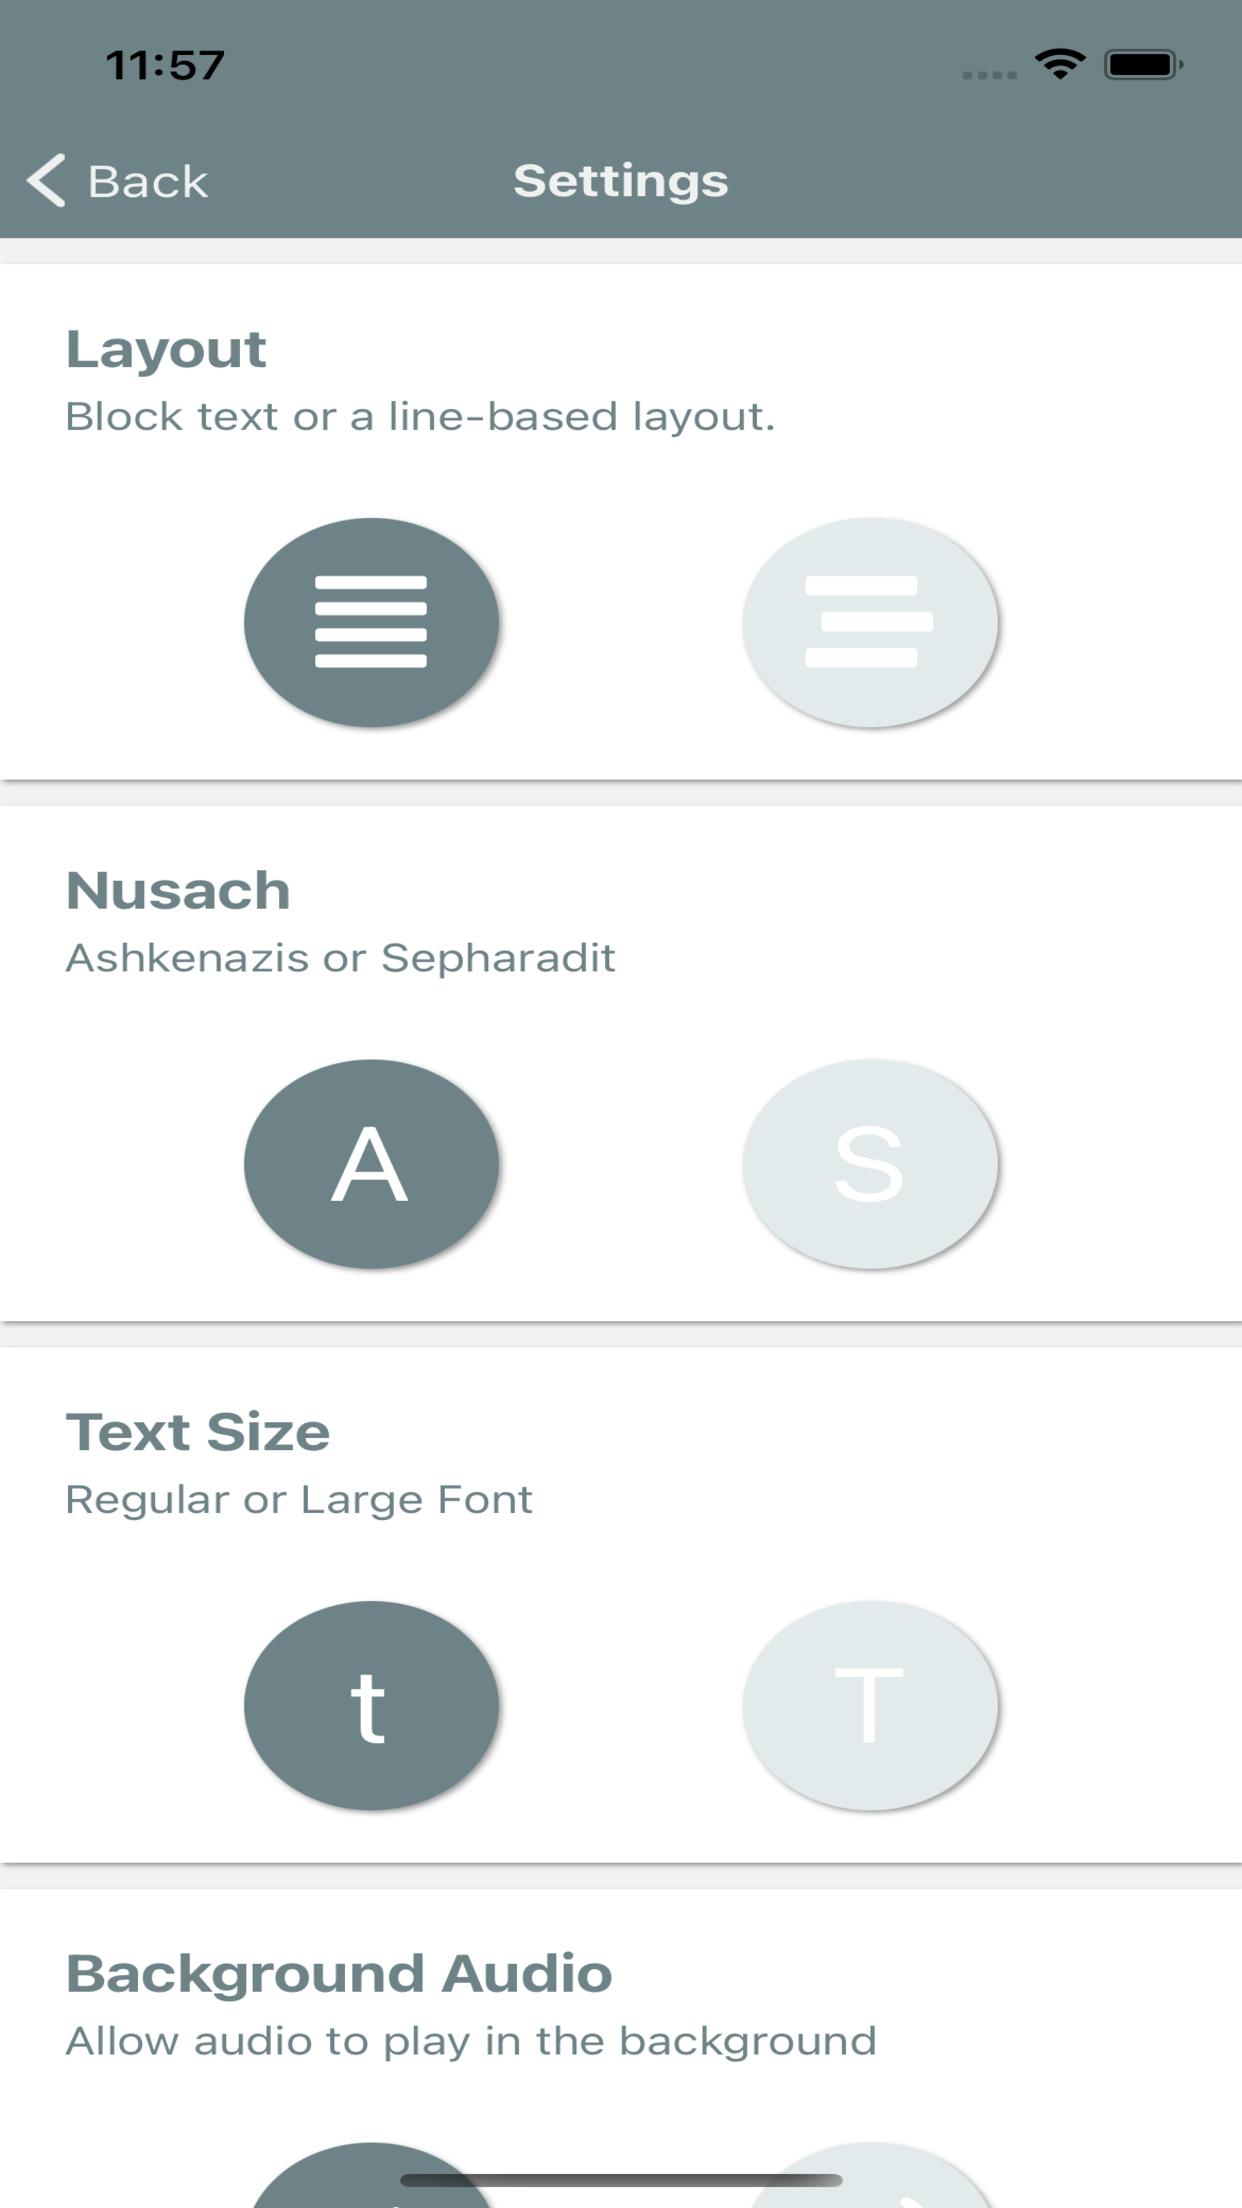 11:57
Back
Settings
Layout
Block text or a line-based layout.
Nusach
Ashkenazis or Sepharadit
A
S
Text Size
Regular or Large Font
t
T
Background Audio
Allow audio to play in the background